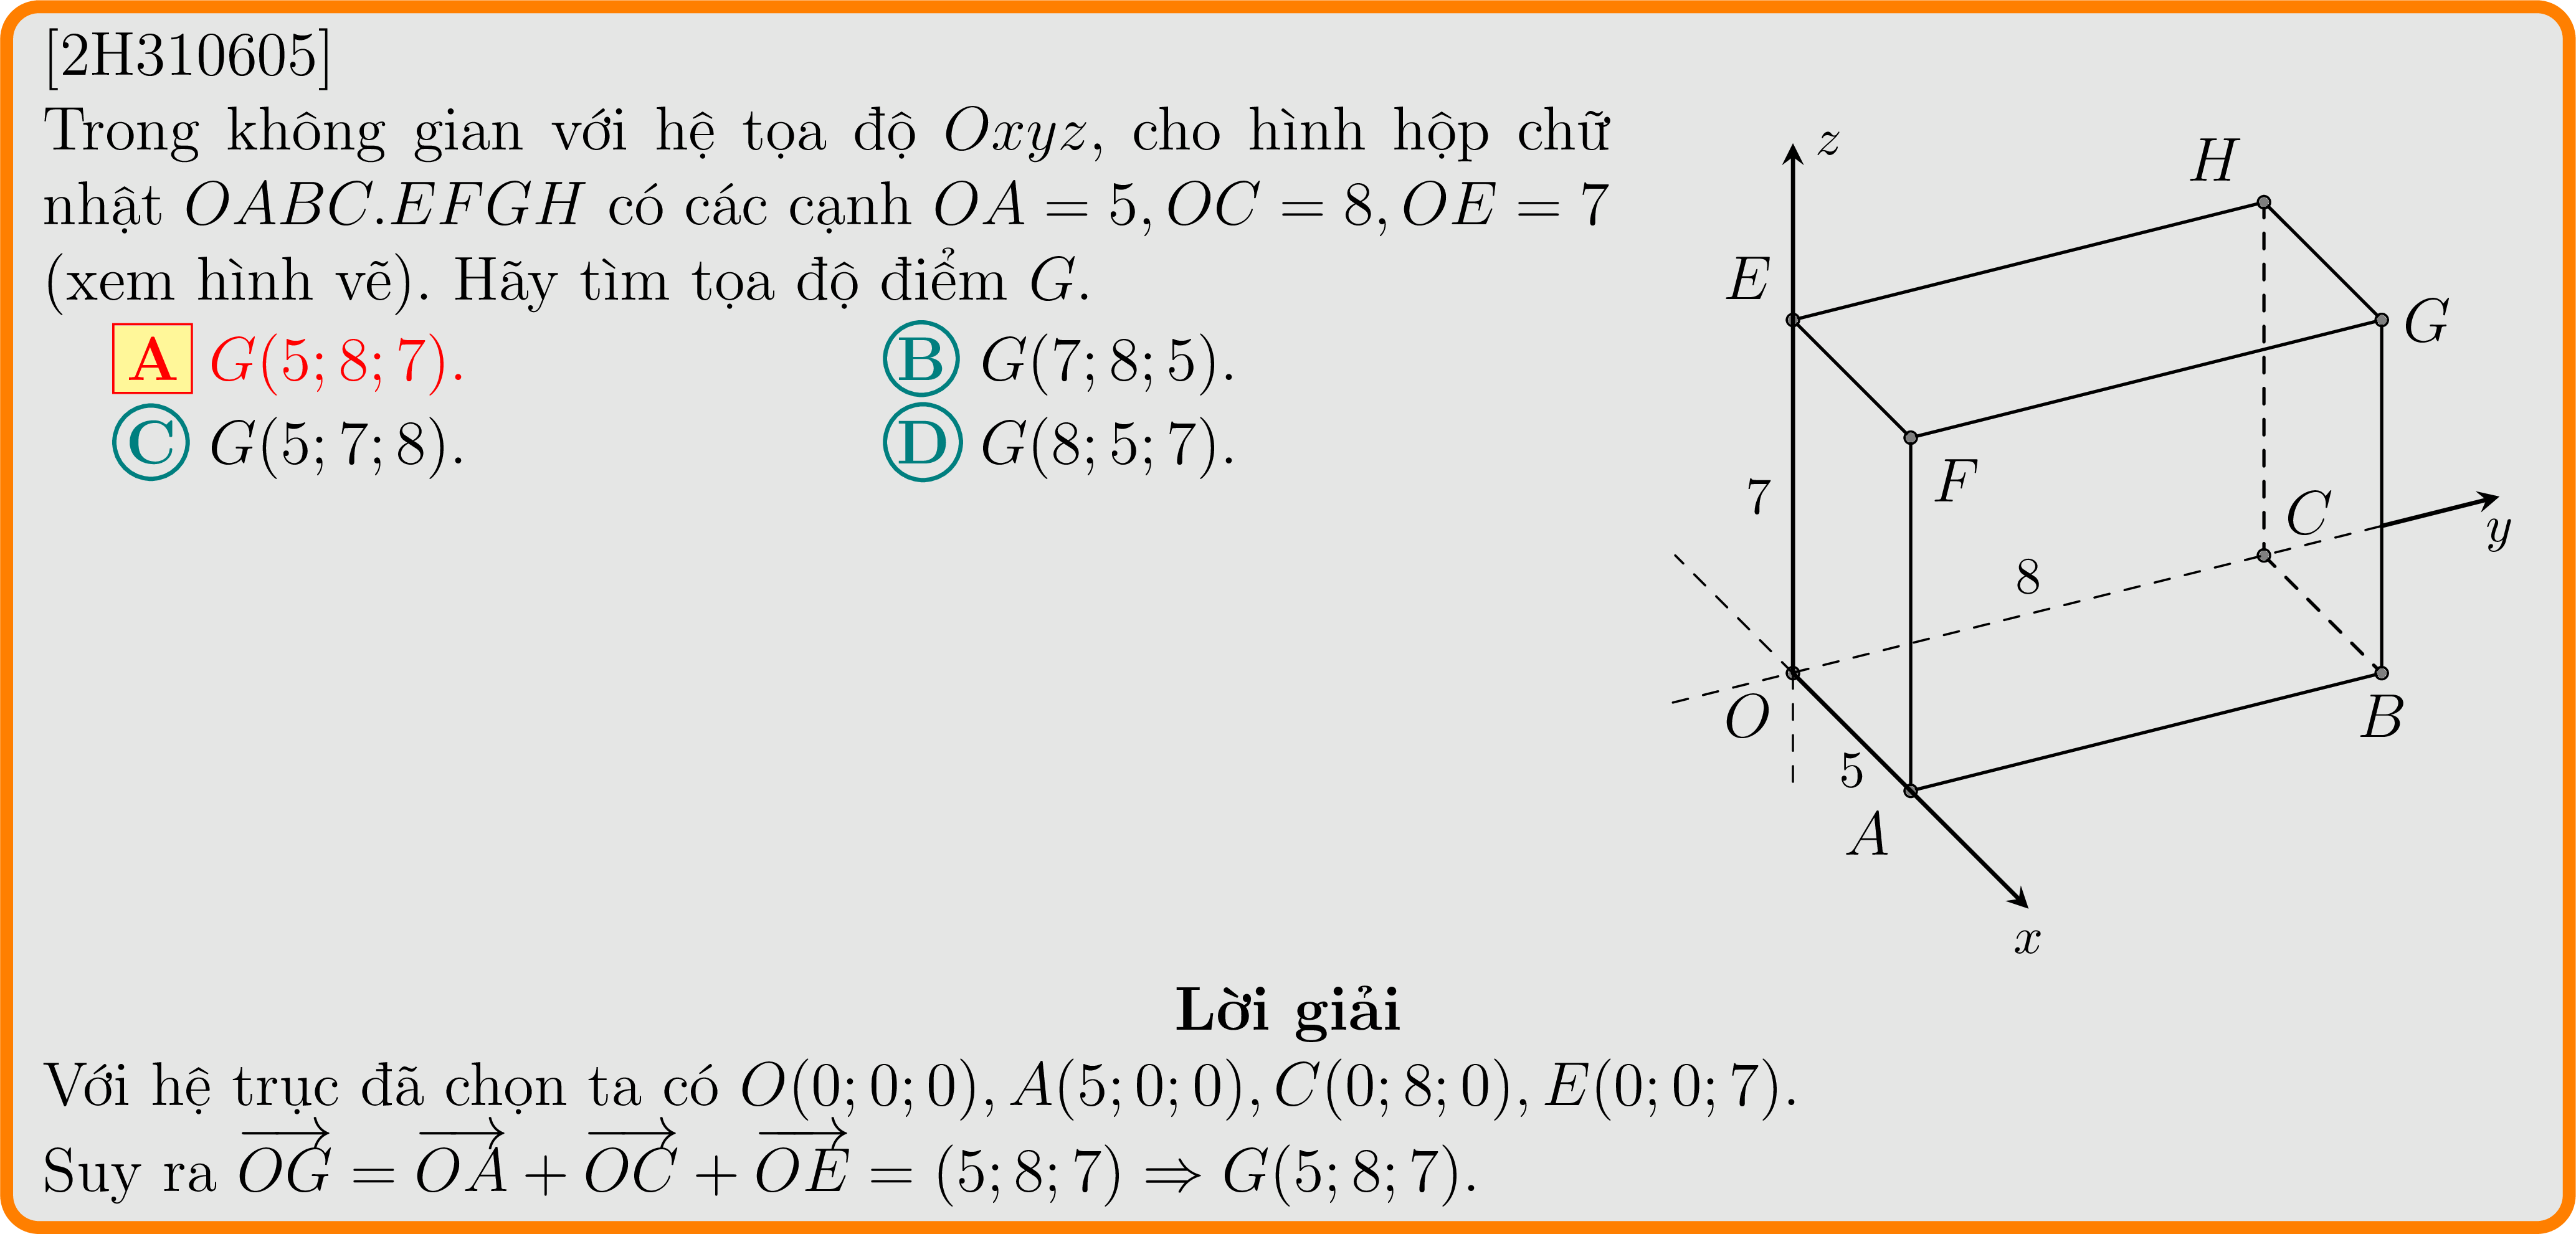 [2H310605]
Trong không gian với hệ tọa độ Oxyz, cho hình hộp chữ
nhật OABC.EFGH có các cạnh OA = 5, OC = 8, OE = 7
(xem hình vẽ). Hãy tìm tọa độ điểm G.
A G(5; 8; 7).
B G(7; 8; 5).
C G(5; 7; 8).
D G(8; 5; 7).
z
H
E
G
F
7
C
y
8
O
B
5
A
x
Lời giải
Với hệ trục đã chọn ta có O(0; 0; 0), A(5; 0; 0), C(0; 8; 0), E(0; 0; 7).
Suy ra \overrightarrow{OG} = \overrightarrow{OA} + \overrightarrow{OC} + \overrightarrow{OE} = (5; 8; 7) ⇒ G(5; 8; 7).